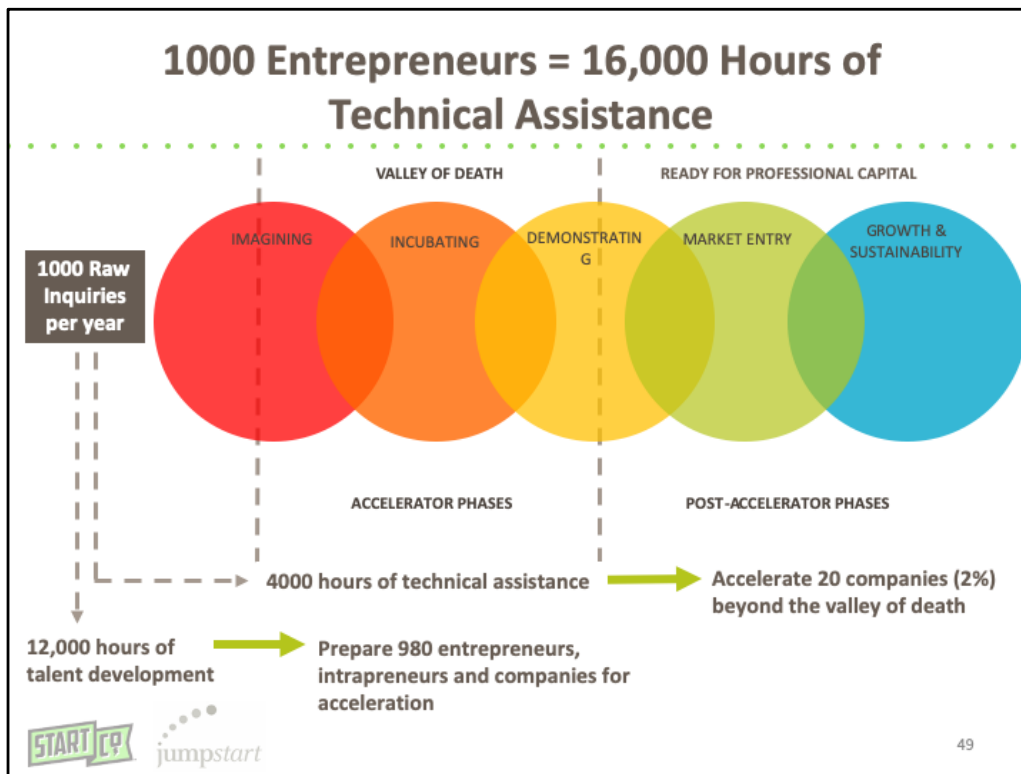 1000 Entrepreneurs = 16,000 Hours of
Technical Assistance
VALLEY OF DEATH
READY FOR PROFESSIONAL CAPITAL
IMAGINING
INCUBATING
DEMONSTRATIN
G
MARKET ENTRY
GROWTH &
SUSTAINABILITY
1000 Raw
Inquiries
per year
ACCELERATOR PHASES
POST-ACCELERATOR PHASES
4000 hours of technical assistance
Accelerate 20 companies (2%)
beyond the valley of death
12,000 hours of
talent development
Prepare 980 entrepreneurs,
intrapreneurs and companies for
acceleration
START CO.
jumpstart
49